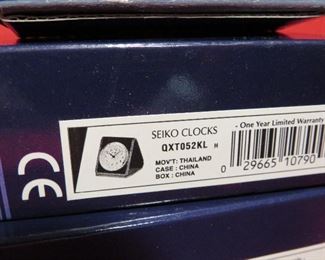 SEIKO CLOCKS
- One Year Limited Warranty
QXT052KL H
MOV'T: THAILAND
CASE : CHINA
BOX : CHINA
0 29665 10790
CE